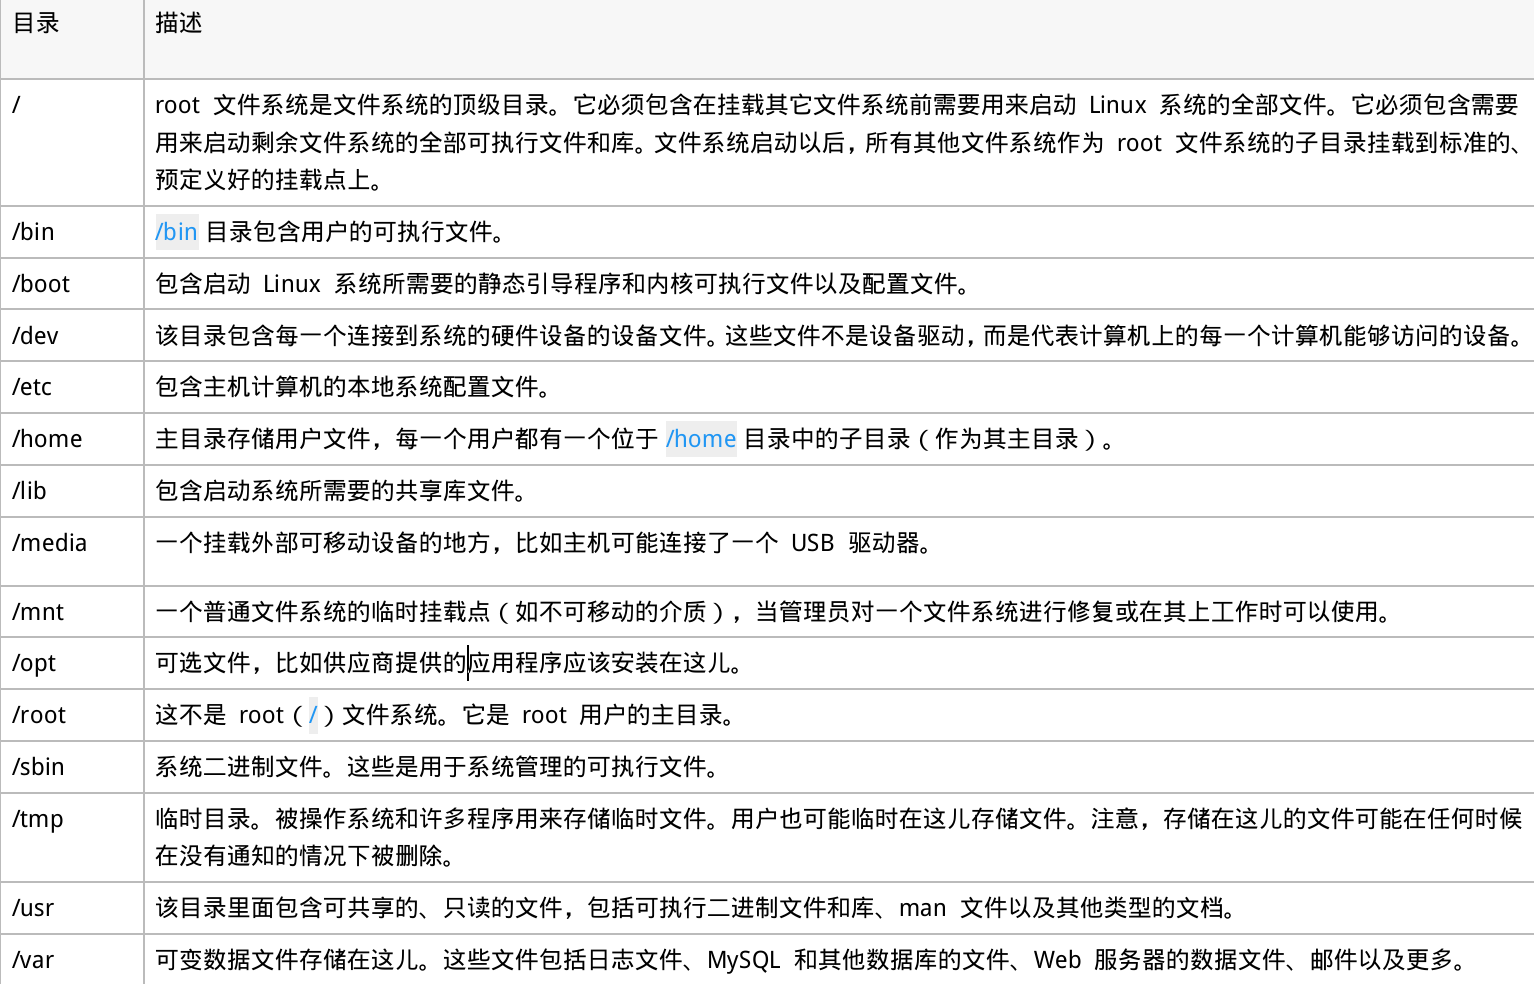 目录 描述
/ root 文件系统是文件系统的顶级目录。它必须包含在挂载其它文件系统前需要用来启动 Linux 系统的全部文件。它必须包含需要
用来启动剩余文件系统的全部可执行文件和库。文件系统启动以后，所有其他文件系统作为 root 文件系统的子目录挂载到标准的、
预定义好的挂载点上。
/bin /bin 目录包含用户的可执行文件。
/boot 包含启动 Linux 系统所需要的静态引导程序和内核可执行文件以及配置文件。
/dev 该目录包含每一个连接到系统的硬件设备的设备文件。这些文件不是设备驱动，而是代表计算机上的每一个计算机能够访问的设备。
/etc 包含主机计算机的本地系统配置文件。
/home 主目录存储用户文件，每一个用户都有一个位于 /home 目录中的子目录（作为其主目录）。
/lib 包含启动系统所需要的共享库文件。
/media 一个挂载外部可移动设备的地方，比如主机可能连接了一个 USB 驱动器。
/mnt 一个普通文件系统的临时挂载点（如不可移动的介质），当管理员对一个文件系统进行修复或在其上工作时可以使用。
/opt 可选文件，比如供应商提供的应用程序应该安装在这儿。
/root 这不是 root（/）文件系统。它是 root 用户的主目录。
/sbin 系统二进制文件。这些是用于系统管理的可执行文件。
/tmp 临时目录。被操作系统和许多程序用来存储临时文件。用户也可能临时在这儿存储文件。注意，存储在这儿的文件可能在任何时候
在没有通知的情况下被删除。
/usr 该目录里面包含可共享的、只读的文件，包括可执行二进制文件和库、man 文件以及其他类型的文档。
/var 可变数据文件存储在这儿。这些文件包括日志文件、MySQL 和其他数据库的文件、Web 服务器的数据文件、邮件以及更多。